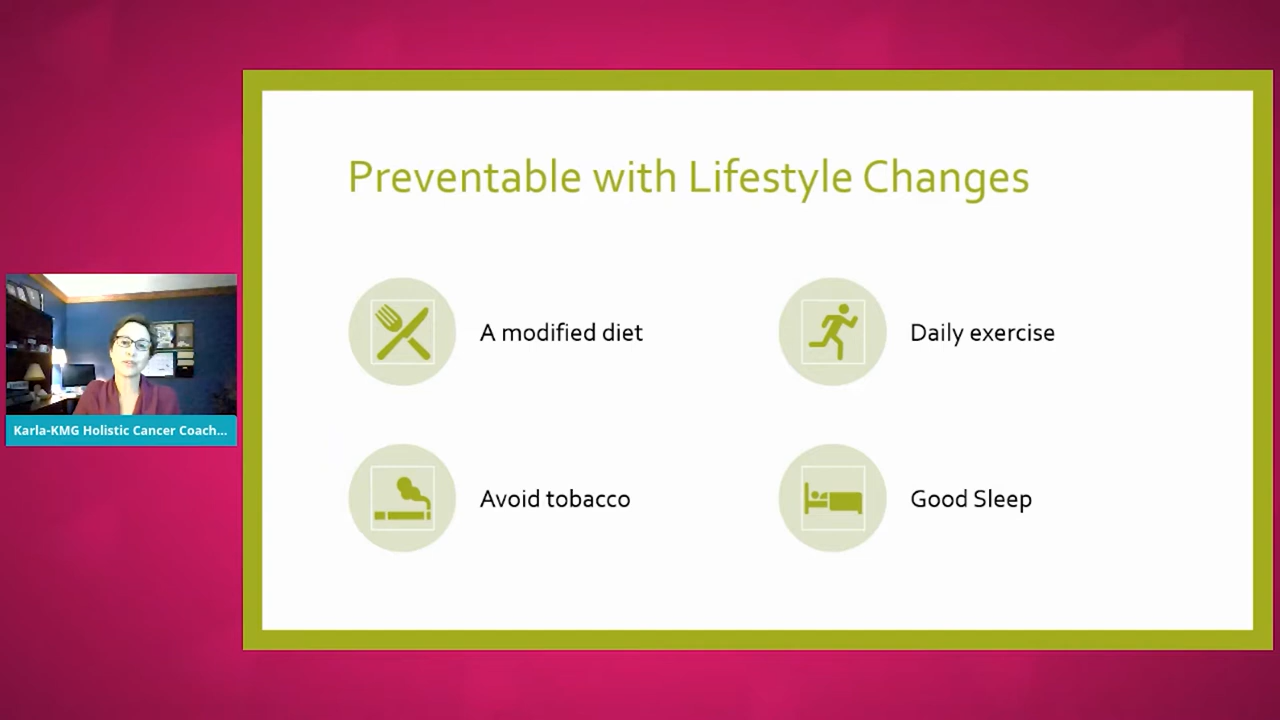 Preventable with Lifestyle Changes
A modified diet
Daily exercise
Avoid tobacco
Good Sleep
Karla-KMG Holistic Cancer Coach...